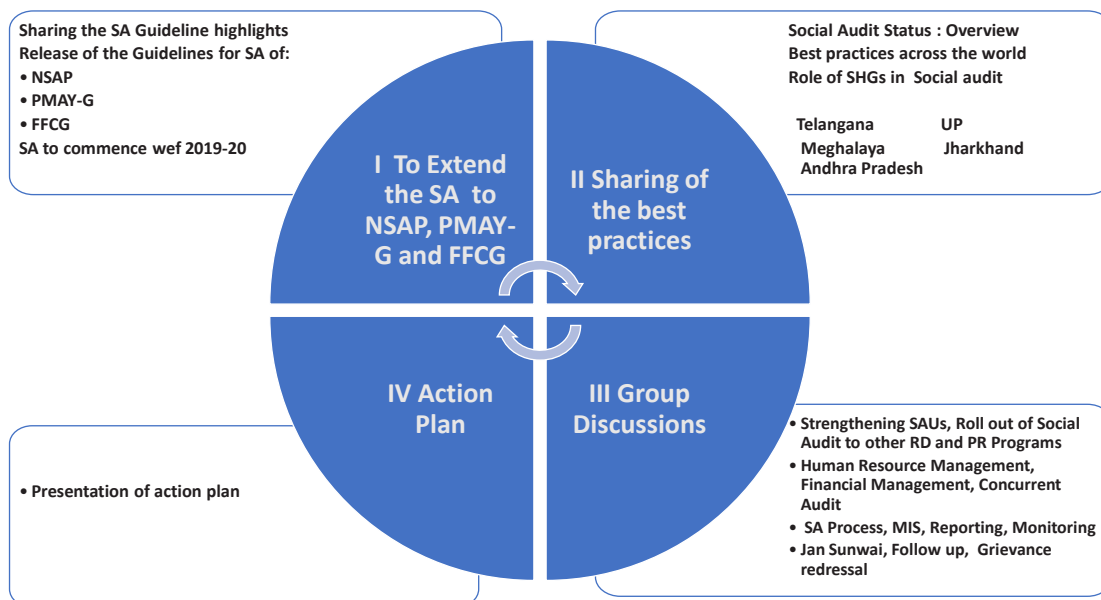 Sharing the SA Guideline highlights
Release of the Guidelines for SA of:
• NSAP
• PMAY-G
• FFCG
SA to commence wef 2019-20
Social Audit Status : Overview
Best practices across the world
Role of SHGs in Social audit
Telangana UP
Meghalaya Jharkhand
Andhra Pradesh
I To Extend
the SA to
NSAP, PMAY-
G and FFCG
II Sharing of
the best
practices
IV Action
Plan
III Group
Discussions
• Presentation of action plan
• Strengthening SAUs, Roll out of Social
Audit to other RD and PR Programs
• Human Resource Management,
Financial Management, Concurrent
Audit
• SA Process, MIS, Reporting, Monitoring
• Jan Sunwai, Follow up, Grievance
redressal